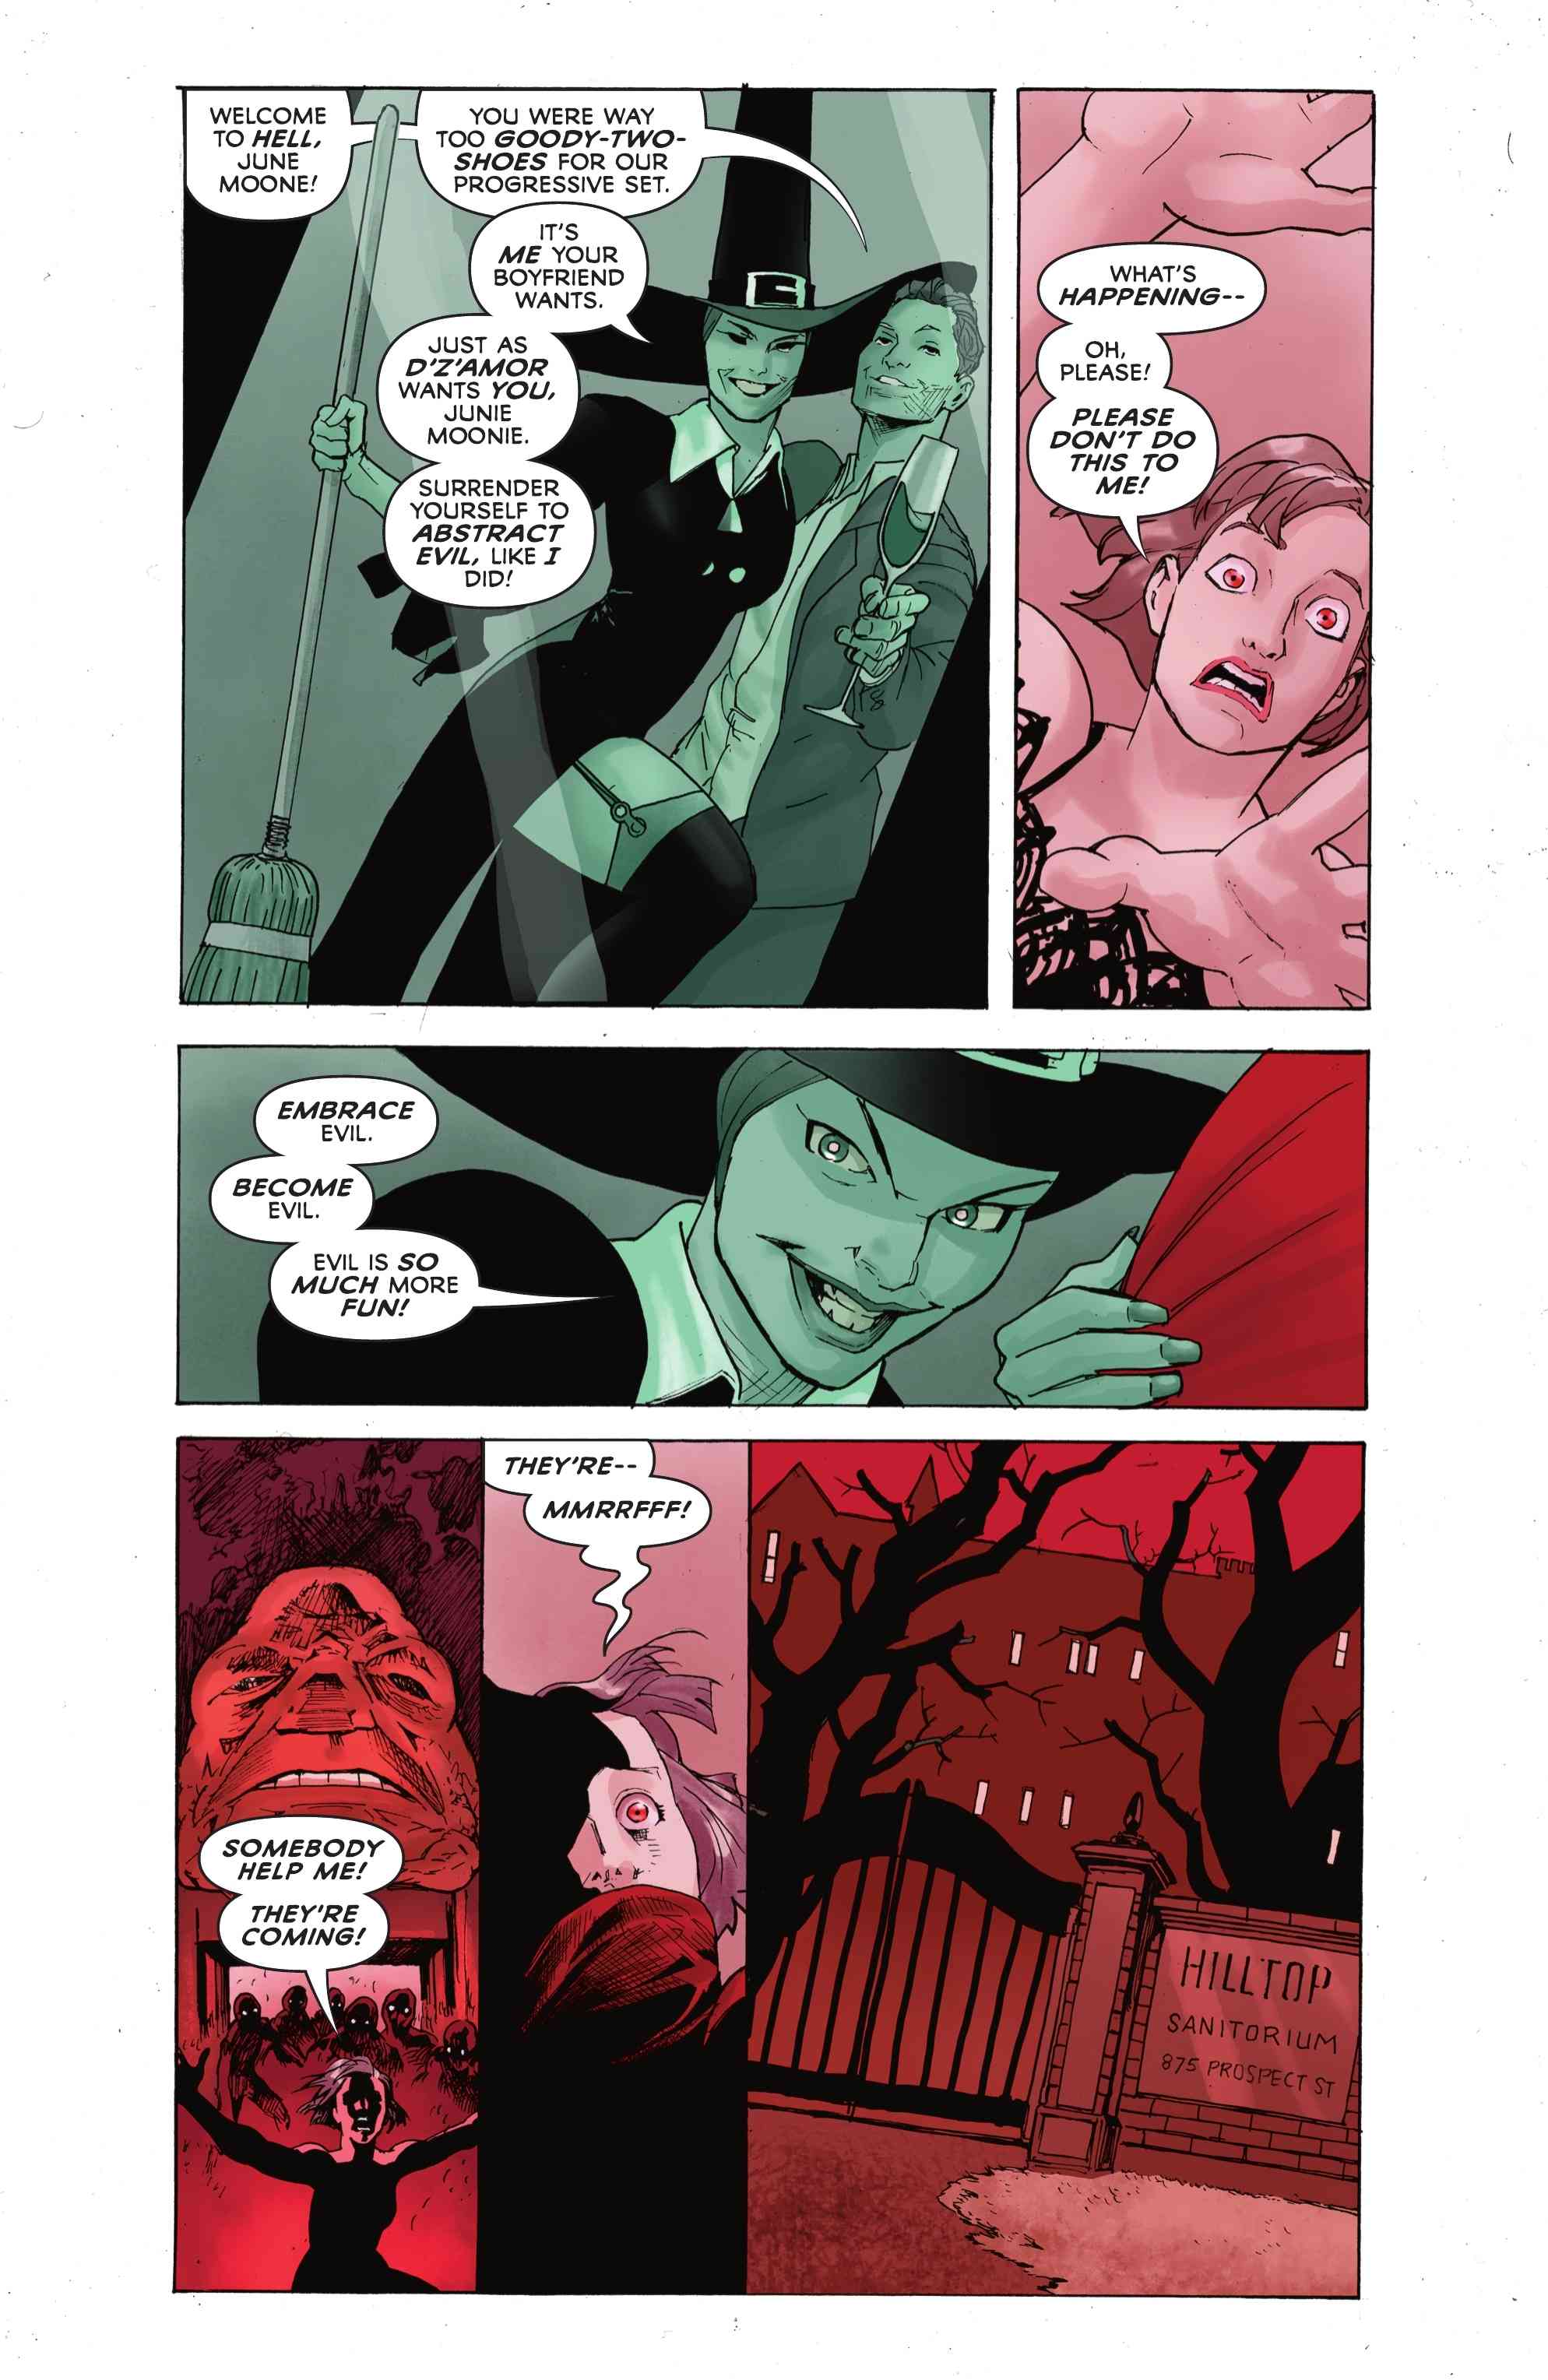 WELCOME
TO HELL,
JUNE
MOONE!
YOU WERE WAY
TOO GOODY-TWO-
SHOES FOR OUR
PROGRESSIVE SET.
IT'S
ME YOUR
BOYFRIEND
WANTS.
JUST AS
D'Z'AMOR
WANTS YOU,
JUNIE
MOONIE.
SURRENDER
YOURSELF TO
ABSTRACT
EVIL, LIKE I
DID!
WHAT'S
HAPPENING--
OH,
PLEASE!
PLEASE
DON'T DO
THIS TO
ME!
EMBRACE
EVIL.
BECOME
EVIL.
EVIL IS SO
MUCH MORE
FUN!
SOMEBODY
HELP ME!
THEY'RE
COMING!
THEY'RE--
MMRRFFF!
HILLTOP
SANITORIUM
875 PROSPECT ST